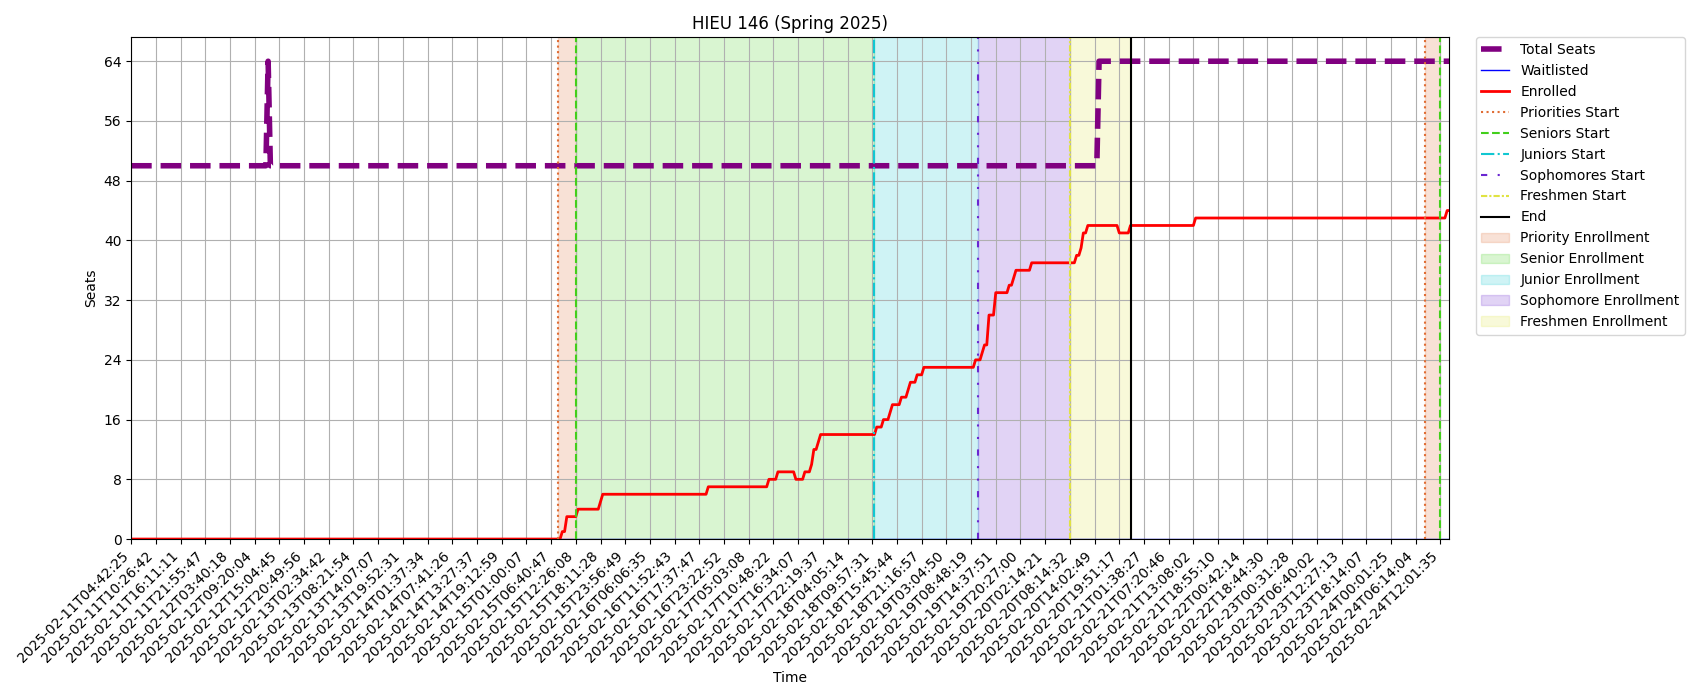 HIEU 146 (Spring 2025)
64
56
48
40
32
24
16
8
0
Seats
2025-02-11T04:42:25
2025-02-11T10:26:42
2025-02-11T16:11:11
2025-02-11T21:55:47
2025-02-12T03:40:18
2025-02-12T09:20:04
2025-02-12T15:04:45
2025-02-12T20:49:56
2025-02-13T02:34:42
2025-02-13T08:21:54
2025-02-13T14:07:07
2025-02-13T19:52:31
2025-02-14T01:37:34
2025-02-14T07:41:26
2025-02-14T13:27:37
2025-02-14T19:12:59
2025-02-15T01:00:07
2025-02-15T06:40:47
2025-02-15T12:26:08
2025-02-15T18:11:28
2025-02-15T23:56:49
2025-02-16T06:06:35
2025-02-16T11:52:43
2025-02-16T17:37:47
2025-02-16T23:22:52
2025-02-17T05:03:08
2025-02-17T10:48:22
2025-02-17T16:34:07
2025-02-17T22:19:37
2025-02-18T04:05:14
2025-02-18T09:57:31
2025-02-18T15:45:44
2025-02-18T21:16:57
2025-02-19T03:04:50
2025-02-19T08:48:19
2025-02-19T14:37:51
2025-02-19T20:27:00
2025-02-20T02:14:21
2025-02-20T08:14:32
2025-02-20T14:02:49
2025-02-20T19:51:17
2025-02-21T01:38:27
2025-02-21T07:20:46
2025-02-21T13:08:02
2025-02-21T18:55:10
2025-02-22T00:42:14
2025-02-22T18:44:30
2025-02-23T00:31:28
2025-02-23T06:40:02
2025-02-23T12:27:13
2025-02-23T18:14:07
2025-02-24T00:01:25
2025-02-24T06:14:04
2025-02-24T12:01:35
Time
Total Seats
Waitlisted
Enrolled
Priorities Start
Seniors Start
Juniors Start
Sophomores Start
Freshmen Start
End
Priority Enrollment
Senior Enrollment
Junior Enrollment
Sophomore Enrollment
Freshmen Enrollment